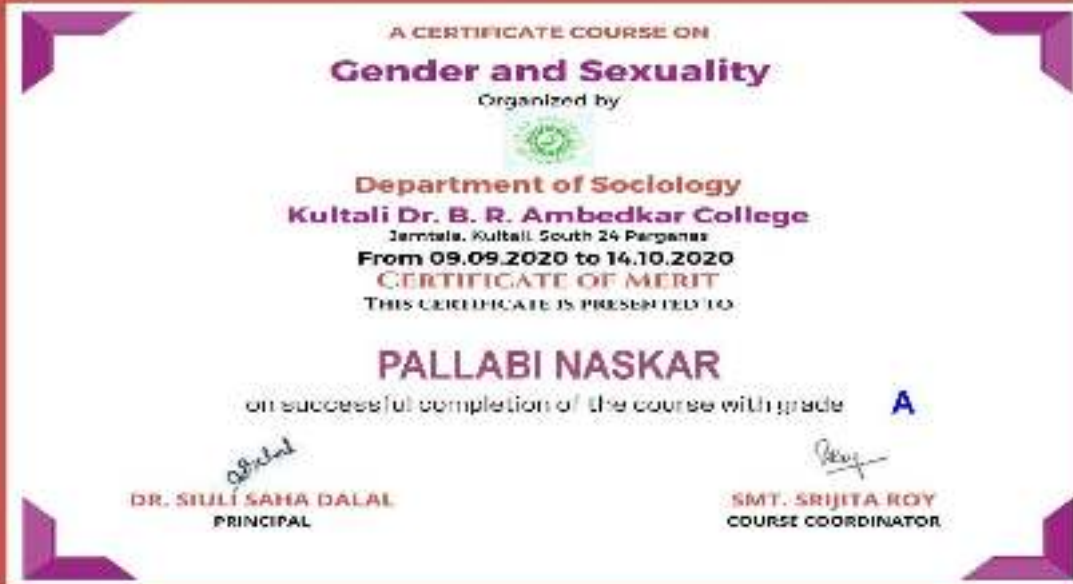 A CERTIFICATE COURSE ON
Gender and Sexuality
Organized by
Department of Sociology
Kultali Dr. B. R. Ambedkar College
Jamtala, Kultali, South 24 Parganas
From 09.09.2020 to 14.10.2020
CERTIFICATE OF MERIT
THIS CERTIFICATE IS PRESENTED TO
PALLABI NASKAR
on successful completion of the course with grade A
DR. SIULI SAHA DALAL
PRINCIPAL
SMT. SRIJITA ROY
COURSE COORDINATOR